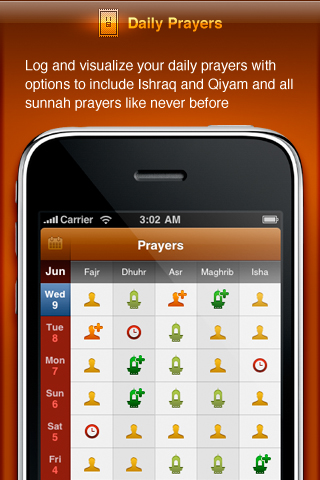 Daily Prayers
Log and visualize your daily prayers with
options to include Ishraq and Qiyam and all
sunnah prayers like never before
Carrier 3:02 AM
Prayers
Jun Fajr Dhuhr Asr Maghrib Isha
Wed
9
Tue
8
Mon
7
Sun
6
Sat
5
Fri
4